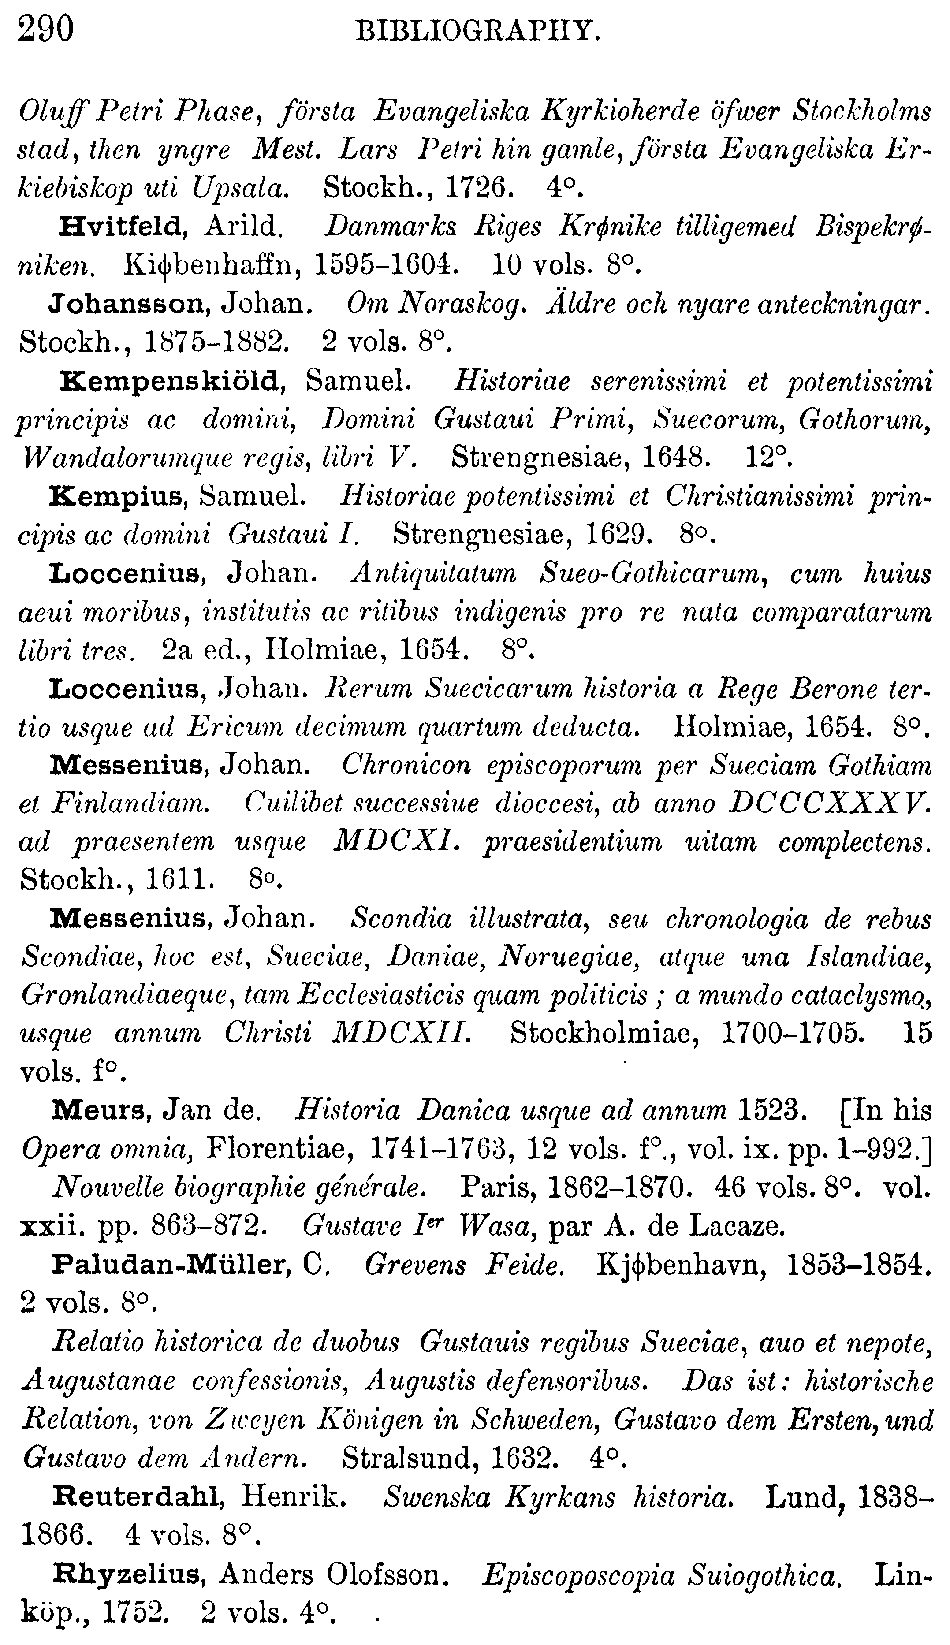 290 BIBLIOGRAPHY.
Oluff Petri Phase, första Evangeliska Kyrkioherde öfwer Stockholms
stad, then yngre Mest. Lars Petri hin gamle, första Evangeliska Er-
kiebiskop uti Upsala. Stockh., 1726. 4°.
Hvitfeld, Arild. Danmarks Riges Krønike tilligemed Bispekrø-
niken. Kiøbenhaffn, 1595–1604. 10 vols. 8°.
Johansson, Johan. Om Noraskog. Äldre och nyare anteckningar.
Stockh., 1875–1882. 2 vols. 8°.
Kempenskiöld, Samuel. Historiae serenissimi et potentissimi
principis ac domini, Domini Gustaui Primi, Suecorum, Gothorum,
Wandalorumque regis, libri V. Strengnesiae, 1648. 12°.
Kempius, Samuel. Historiae potentissimi et Christianissimi prin-
cipis ac domini Gustaui I. Strengnesiae, 1629. 8°.
Loccenius, Johan. Antiquitatum Sueo-Gothicarum, cum huius
aeui moribus, institutis ac ritibus indigenis pro re nata comparatarum
libri tres. 2a ed., Holmiae, 1654. 8°.
Loccenius, Johan. Rerum Suecicarum historia a Rege Berone ter-
tio usque ad Ericum decimum quartum deducta. Holmiae, 1654. 8°.
Messenius, Johan. Chronicon episcoporum per Sueciam Gothiam
et Finlandiam. Cuilibet successiue dioccesi, ab anno DCCCXXXV.
ad praesentem usque MDCXI. praesidentium uitam complectens.
Stockh., 1611. 8°.
Messenius, Johan. Scondia illustrata, seu chronologia de rebus
Scondiae, hoc est, Sueciae, Daniae, Noruegiae, atque una Islandiae,
Gronlandiaeque, tam Ecclesiasticis quam politicis; a mundo cataclysmo,
usque annum Christi MDCXII. Stockholmiae, 1700–1705. 15
vols. f°.
Meurs, Jan de. Historia Danica usque ad annum 1523. [In his
Opera omnia, Florentiae, 1741–1763, 12 vols. f°., vol. ix. pp. 1–992.]
Nouvelle biographie générale. Paris, 1862–1870. 46 vols. 8°. vol.
xxii. pp. 863–872. Gustave Ier Wasa, par A. de Lacaze.
Paludan-Müller, C. Grevens Feide. Kjøbenhavn, 1853–1854.
2 vols. 8°.
Relatio historica de duobus Gustauis regibus Sueciae, auo et nepote,
Augustanae confessionis, Augustis defensoribus. Das ist: historische
Relation, von Zweyen Königen in Schweden, Gustavo dem Ersten, und
Gustavo dem Andern. Stralsund, 1632. 4°.
Reuterdahl, Henrik. Swenska Kyrkans historia. Lund, 1838–
1866. 4 vols. 8°.
Rhyzelius, Anders Olofsson. Episcoposcopia Suiogothica. Lin-
köp., 1752. 2 vols. 4°.